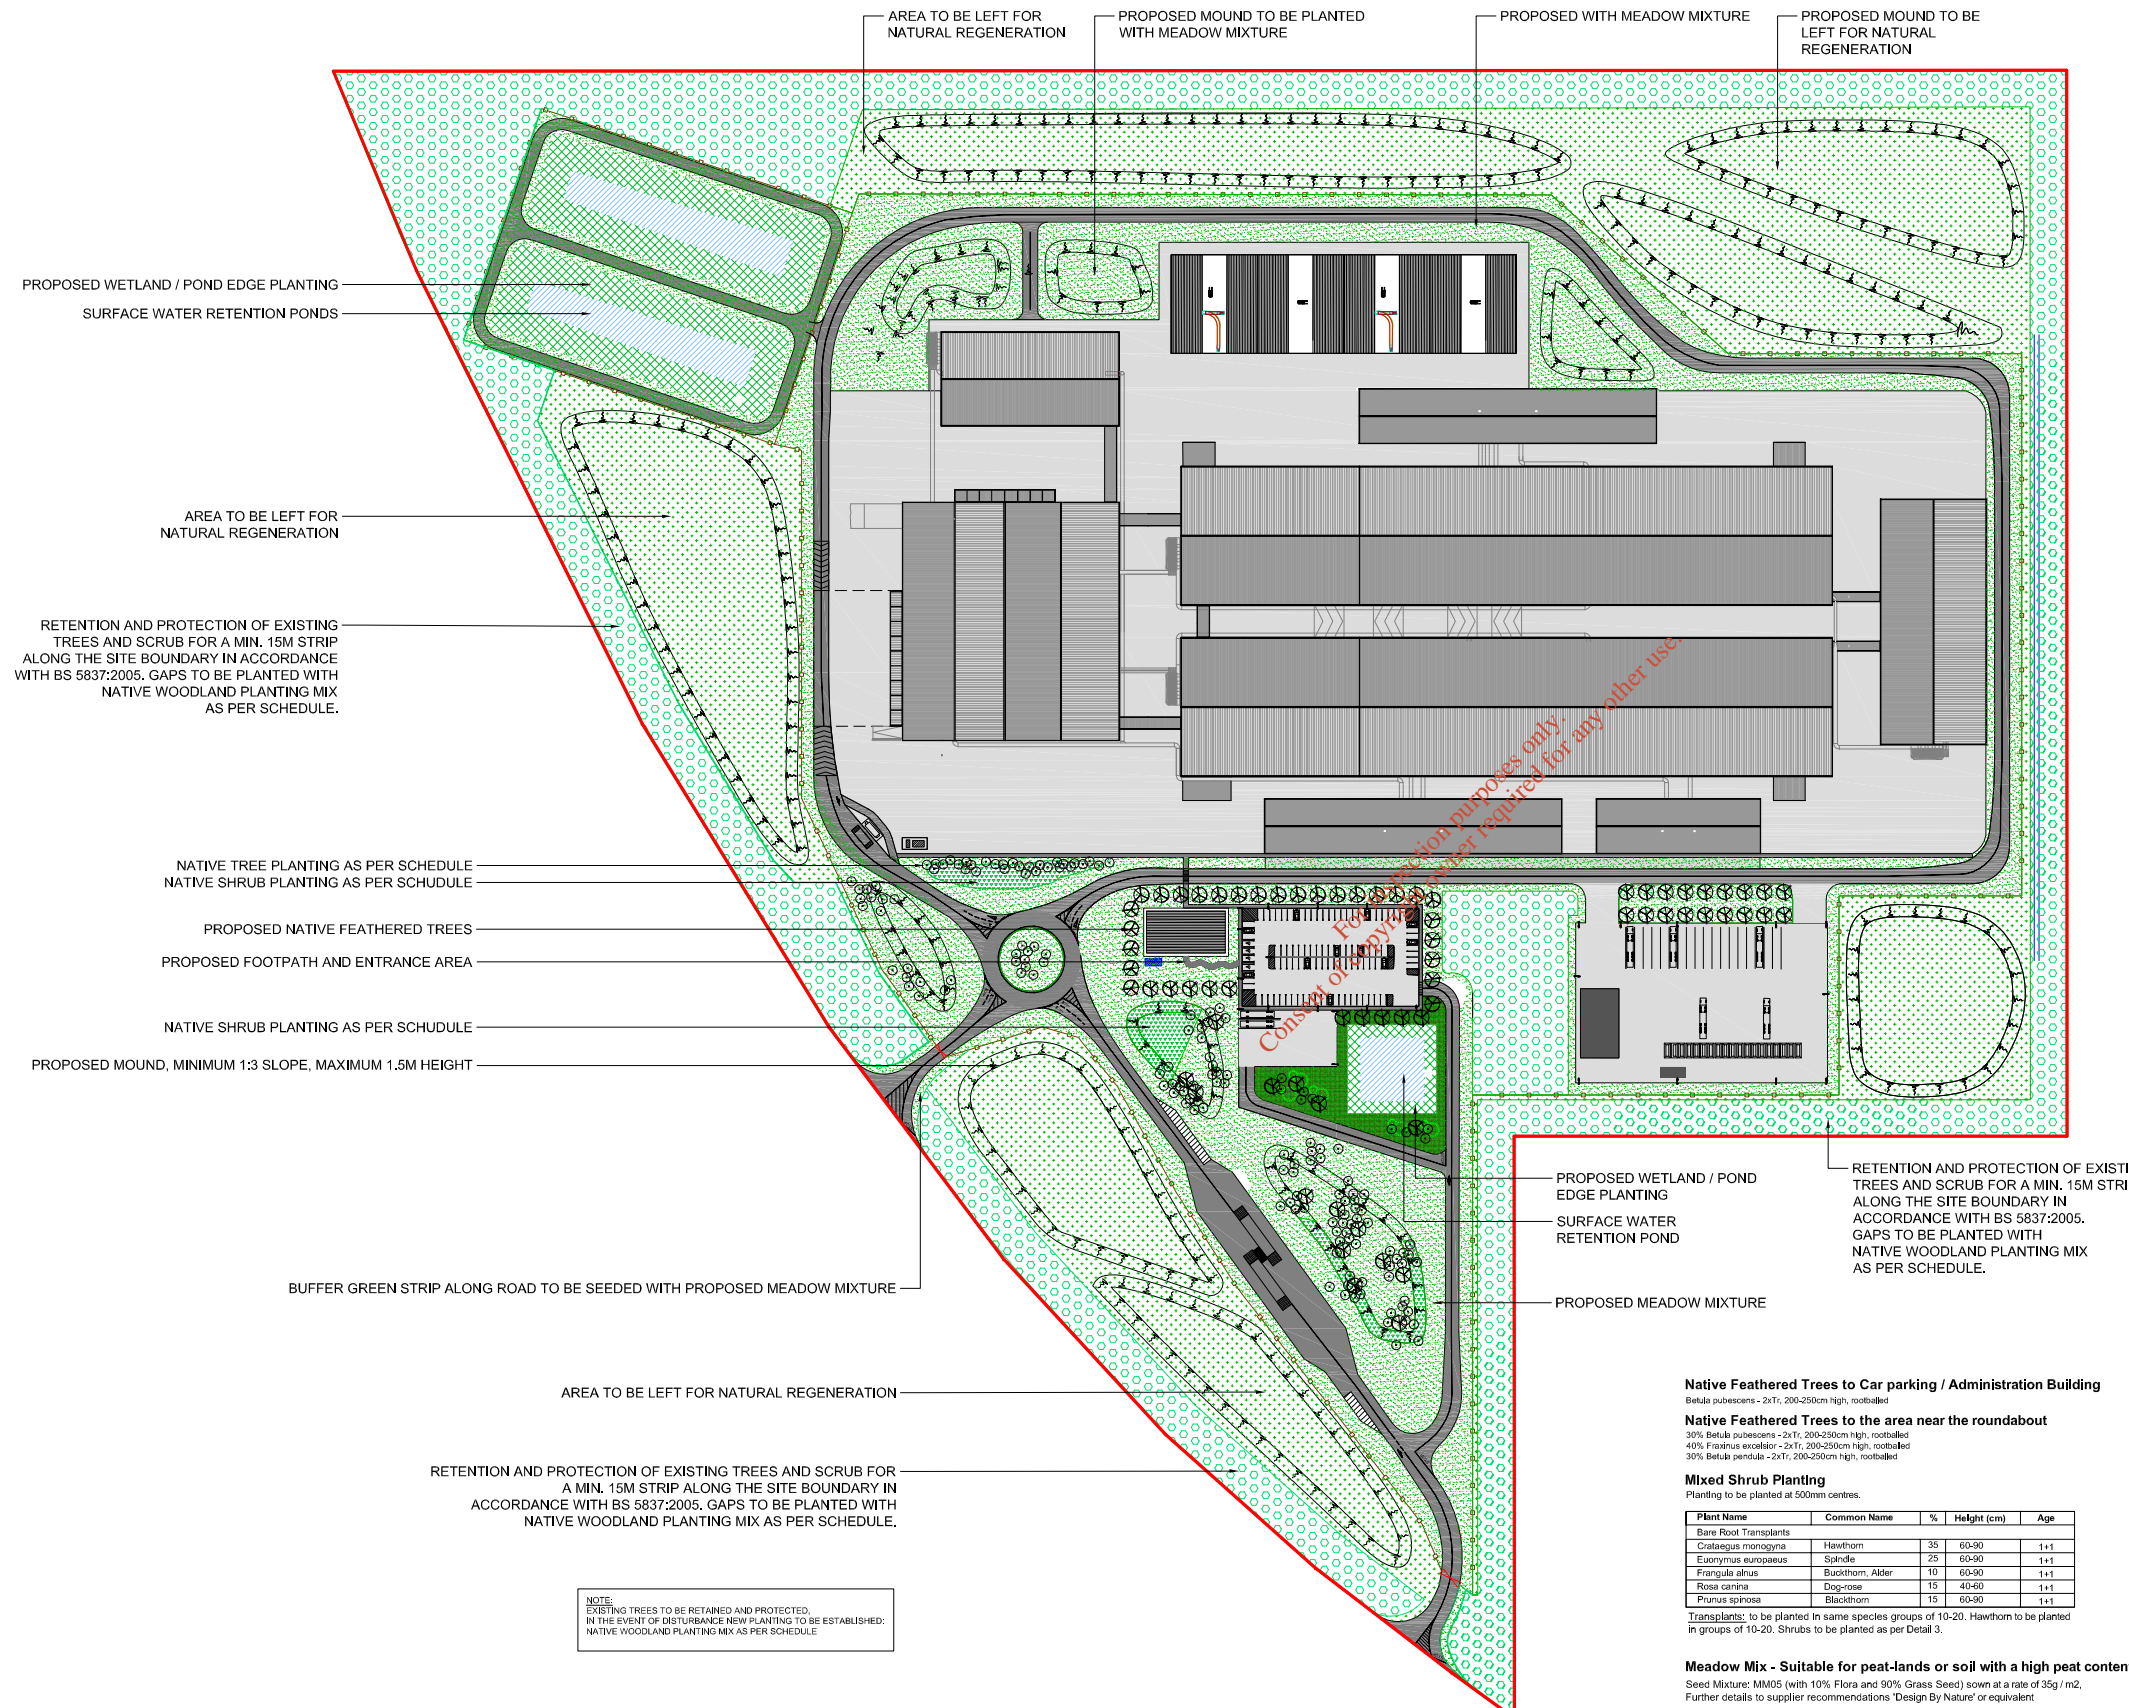 AREA TO BE LEFT FOR
NATURAL REGENERATION
PROPOSED MOUND TO BE PLANTED
WITH MEADOW MIXTURE
PROPOSED WITH MEADOW MIXTURE
PROPOSED MOUND TO BE
LEFT FOR NATURAL
REGENERATION
PROPOSED WETLAND / POND EDGE PLANTING
SURFACE WATER RETENTION PONDS
AREA TO BE LEFT FOR
NATURAL REGENERATION
RETENTION AND PROTECTION OF EXISTING
TREES AND SCRUB FOR A MIN. 15M STRIP
ALONG THE SITE BOUNDARY IN ACCORDANCE
WITH BS 5837:2005. GAPS TO BE PLANTED WITH
NATIVE WOODLAND PLANTING MIX
AS PER SCHEDULE.
NATIVE TREE PLANTING AS PER SCHEDULE
NATIVE SHRUB PLANTING AS PER SCHUDULE
PROPOSED NATIVE FEATHERED TREES
PROPOSED FOOTPATH AND ENTRANCE AREA
NATIVE SHRUB PLANTING AS PER SCHUDULE
PROPOSED MOUND, MINIMUM 1:3 SLOPE, MAXIMUM 1.5M HEIGHT
For inspection purposes only.
Consent of copyright owner required for any other use.
PROPOSED WETLAND / POND
EDGE PLANTING
SURFACE WATER
RETENTION POND
RETENTION AND PROTECTION OF EXISTI
TREES AND SCRUB FOR A MIN. 15M STRI
ALONG THE SITE BOUNDARY IN
ACCORDANCE WITH BS 5837:2005.
GAPS TO BE PLANTED WITH
NATIVE WOODLAND PLANTING MIX
AS PER SCHEDULE.
BUFFER GREEN STRIP ALONG ROAD TO BE SEEDED WITH PROPOSED MEADOW MIXTURE
PROPOSED MEADOW MIXTURE
AREA TO BE LEFT FOR NATURAL REGENERATION
RETENTION AND PROTECTION OF EXISTING TREES AND SCRUB FOR
A MIN. 15M STRIP ALONG THE SITE BOUNDARY IN
ACCORDANCE WITH BS 5837:2005. GAPS TO BE PLANTED WITH
NATIVE WOODLAND PLANTING MIX AS PER SCHEDULE.
NOTE:
EXISTING TREES TO BE RETAINED AND PROTECTED,
IN THE EVENT OF DISTURBANCE NEW PLANTING TO BE ESTABLISHED:
NATIVE WOODLAND PLANTING MIX AS PER SCHEDULE
Native Feathered Trees to Car parking / Administration Building
Betula pubescens - 2xTr, 200-250cm high, rootballed
Native Feathered Trees to the area near the roundabout
30% Betula pubescens - 2xTr, 200-250cm high, rootballed
40% Fraxinus excelsior - 2xTr, 200-250cm high, rootballed
30% Betula pendula - 2xTr, 200-250cm high, rootballed
Mixed Shrub Planting
Planting to be planted at 500mm centres.
Plant Name Common Name % Height (cm) Age
Bare Root Transplants
Crataegus monogyna Hawthorn 35 60-90 1+1
Euonymus europaeus Spindle 25 60-90 1+1
Frangula alnus Buckthorn, Alder 10 60-90 1+1
Rosa canina Dog-rose 15 40-60 1+1
Prunus spinosa Blackthorn 15 60-90 1+1
Transplants: to be planted in same species groups of 10-20. Hawthorn to be planted
in groups of 10-20. Shrubs to be planted as per Detail 3.
Meadow Mix - Suitable for peat-lands or soil with a high peat conten
Seed Mixture: MM05 (with 10% Flora and 90% Grass Seed) sown at a rate of 35g / m2,
Further details to supplier recommendations 'Design By Nature' or equivalent